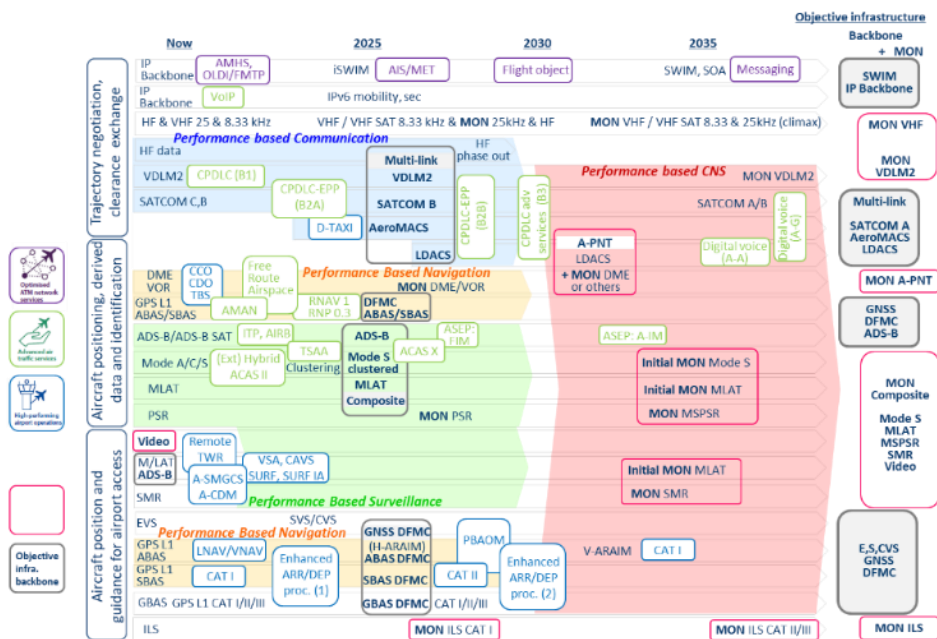 Objective infrastructure
Now 2025 2030 2035 Backbone
+ MON
Trajectory negotiation,
clearance exchange
IP
Backbone
AMHS,
OLDI/FMTP
iSWIM
AIS/MET
Flight object
SWIM, SOA
Messaging
SWIM
IP Backbone
IP
Backbone
VoIP
IPv6 mobility, sec
HF & VHF 25 & 8.33 kHz
VHF / VHF SAT 8.33 kHz & MON 25kHz & HF
MON VHF / VHF SAT 8.33 & 25kHz (climax)
MON VHF
MON
VDLM2
Performance based Communication
HF data
HF
phase out
Multi-link
VDLM2
SATCOM B
AeroMACS
LDACS
Performance based CNS
VDLM2
CPDLC (B1)
MON VDLM2
CPDLC-EPP
(B2A)
CPDLC-EPP
(B2B)
CPDLC adv
services (B3)
SATCOM C,B
SATCOM A/B
D-TAXI
Digital voice
(A-A)
Digital voice
(A-G)
Multi-link
SATCOM A
AeroMACS
LDACS
A-PNT
LDACS
+ MON DME
or others
MON A-PNT
Optimised
ATM network
services
Advanced air
traffic services
High-performing
airport operations
Objective
infra.
backbone
Aircraft positioning, derived
data and identification
DME
VOR
CCO
CDO
TBS
Free
Route
Airspace
Performance Based Navigation
MON DME/VOR
GPS L1
ABAS/SBAS
AMAN
RNAV 1
RNP 0.3
DFMC
ABAS/SBAS
GNSS
DFMC
ADS-B
ADS-B/ADS-B SAT
ITP, AIRB
ADS-B
Mode S
clustered
MLAT
Composite
ASEP:
FIM
ASEP: A-IM
Mode A/C/S
(Ext) Hybrid
ACAS II
TSAA
Clustering
ACAS X
Initial MON Mode S
MLAT
Initial MON MLAT
PSR
MON PSR
MON MSPSR
MON
Composite
Mode S
MLAT
MSPSR
SMR
Video
Aircraft position and
guidance for airport access
Video
Remote
TWR
M/LAT
ADS-B
VSA, CAVS
SURF, SURF IA
A-SMGCS
A-CDM
Initial MON MLAT
SMR
MON SMR
Performance Based Surveillance
EVS
SVS/CVS
Performance Based Navigation
GPS L1
ABAS
LNAV/VNAV
Enhanced
ARR/DEP
proc. (1)
GNSS DFMC
(H-ARAIM)
ABAS DFMC
SBAS DFMC
GBAS DFMC
PBAOM
Enhanced
ARR/DEP
proc. (2)
V-ARAIM
CAT I
GPS L1
SBAS
CAT I
CAT II
GBAS GPS L1 CAT I/II/III
CAT I/II/III
E,S,CVS
GNSS
DFMC
ILS
MON ILS CAT I
MON ILS CAT II/III
MON ILS